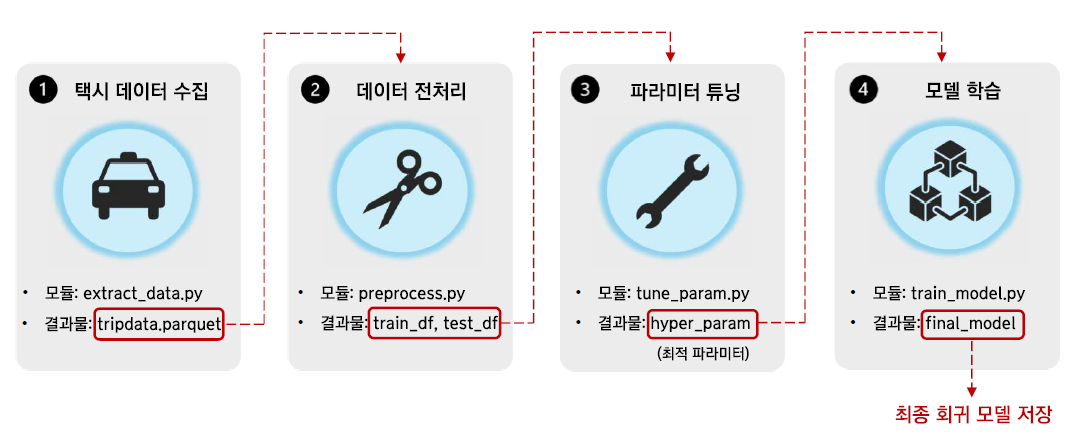 1 택시 데이터 수집
• 모듈: extract_data.py
• 결과물: tripdata.parquet
2 데이터 전처리
• 모듈: preprocess.py
• 결과물: train_df, test_df
3 파라미터 튜닝
• 모듈: tune_param.py
• 결과물: hyper_param
(최적 파라미터)
4 모델 학습
• 모듈: train_model.py
• 결과물: final_model
최종 회귀 모델 저장